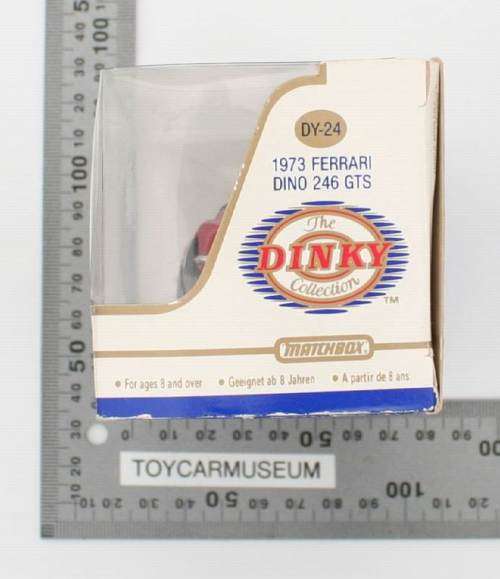 DY-24
1973 FERRARI
DINO 246 GTS
The
DINKY
Collection
TM
MATCHBOX
• For ages 8 and over • Geeignet ab 8 Jahren • A partir de 8 ans
TOYCARMUSEUM